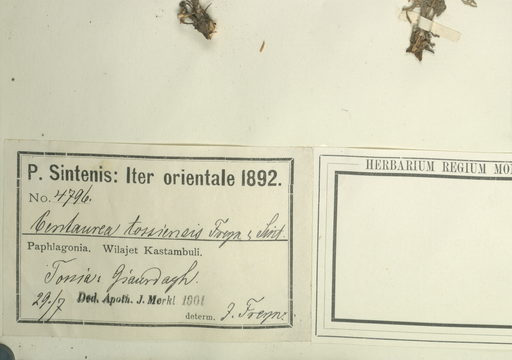 P. Sintenis: Iter orientale 1892.
No. 4796.
Centaurea tossiensis Freyn & Sint.
Paphlagonia. Wilajet Kastambuli.
Tossia: Giaurdagh.
29/7 Ded. Apoth. J. Merkl 1901
determ. J. Freyn.
HERBARIUM REGIUM MO